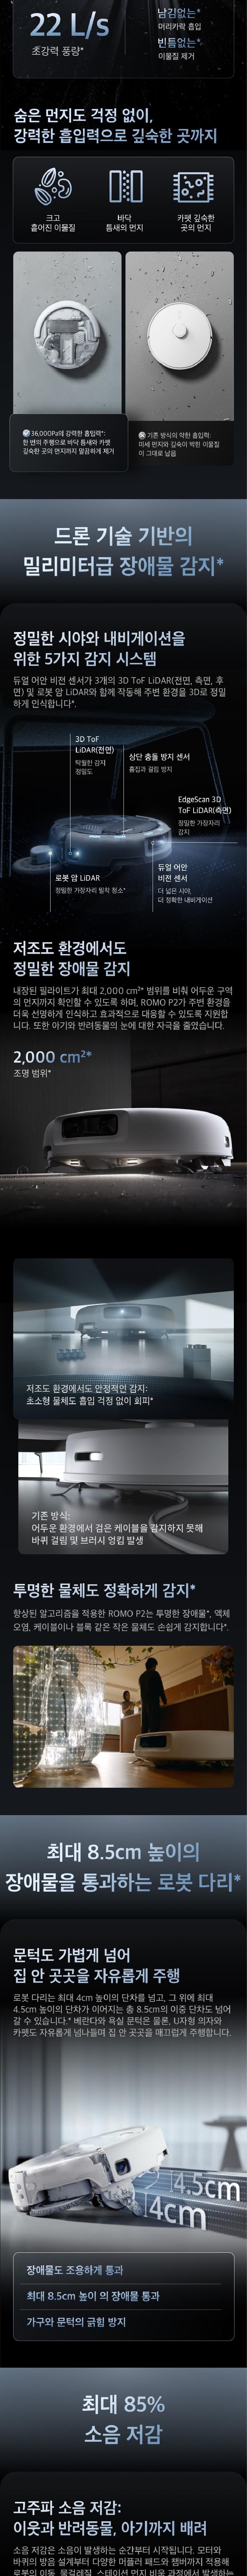 22 L/s
초강력 풍량*
남김없는*
머리카락 흡입
빈틈없는*
이물질 제거
숨은 먼지도 걱정 없이,
강력한 흡입력으로 깊숙한 곳까지
크고
흩어진 이물질
바닥
틈새의 먼지
카펫 깊숙한
곳의 먼지
36,000Pa의 강력한 흡입력*:
한 번의 주행으로 바닥 틈새와 카펫
깊숙한 곳의 먼지까지 말끔하게 제거
기존 방식의 약한 흡입력:
미세 먼지와 깊숙이 박힌 이물질
이 그대로 남음
드론 기술 기반의
밀리미터급 장애물 감지*
정밀한 시야와 내비게이션을
위한 5가지 감지 시스템
듀얼 어안 비전 센서가 3개의 3D ToF LiDAR(전면, 측면, 후
면) 및 로봇 암 LiDAR와 함께 작동해 주변 환경을 3D로 정밀
하게 인식합니다*.
3D ToF
LiDAR(전면)
탁월한 감지
정밀도
상단 충돌 방지 센서
흠집과 걸림 방지
EdgeScan 3D
ToF LiDAR(측면)
정밀한 가장자리
감지
로봇 암 LiDAR
정밀한 가장자리 밀착 청소*
듀얼 어안
비전 센서
더 넓은 시야,
더 정확한 내비게이션
저조도 환경에서도
정밀한 장애물 감지
내장된 필라이트가 최대 2,000 cm²* 범위를 비춰 어두운 구역
의 먼지까지 확인할 수 있도록 하며, ROMO P2가 주변 환경을
더욱 선명하게 인식하고 효과적으로 대응할 수 있도록 지원합
니다. 또한 아기와 반려동물의 눈에 대한 자극을 줄였습니다.
2,000 cm²*
조명 범위*
저조도 환경에서도 안정적인 감지:
초소형 물체도 흡입 걱정 없이 회피*
기존 방식:
어두운 환경에서 검은 케이블을 감지하지 못해
바퀴 걸림 및 브러시 엉킴 발생
투명한 물체도 정확하게 감지*
향상된 알고리즘을 적용한 ROMO P2는 투명한 장애물*, 액체
오염, 케이블이나 블록 같은 작은 물체도 손쉽게 감지합니다*.
최대 8.5cm 높이의
장애물을 통과하는 로봇 다리*
문턱도 가볍게 넘어
집 안 곳곳을 자유롭게 주행
로봇 다리는 최대 4cm 높이의 단차를 넘고, 그 위에 최대
4.5cm 높이의 단차가 이어지는 총 8.5cm의 이중 단차도 넘어
갈 수 있습니다.* 베란다와 욕실 문턱은 물론, U자형 의자와
카펫도 자유롭게 넘나들며 집 안 곳곳을 매끄럽게 주행합니다.
4.5cm
4cm
장애물도 조용하게 통과
최대 8.5cm 높이 의 장애물 통과
가구와 문턱의 긁힘 방지
최대 85%
소음 저감
고주파 소음 저감:
이웃과 반려동물, 아기까지 배려
소음 저감은 소음이 발생하는 순간부터 시작됩니다. 모터와
바퀴의 방음 설계부터 다양한 머플러 패드와 챔버까지 적용해
로봇의 이동, 물걸레질, 스테이션 먼지 비움 과정에서 발생하는